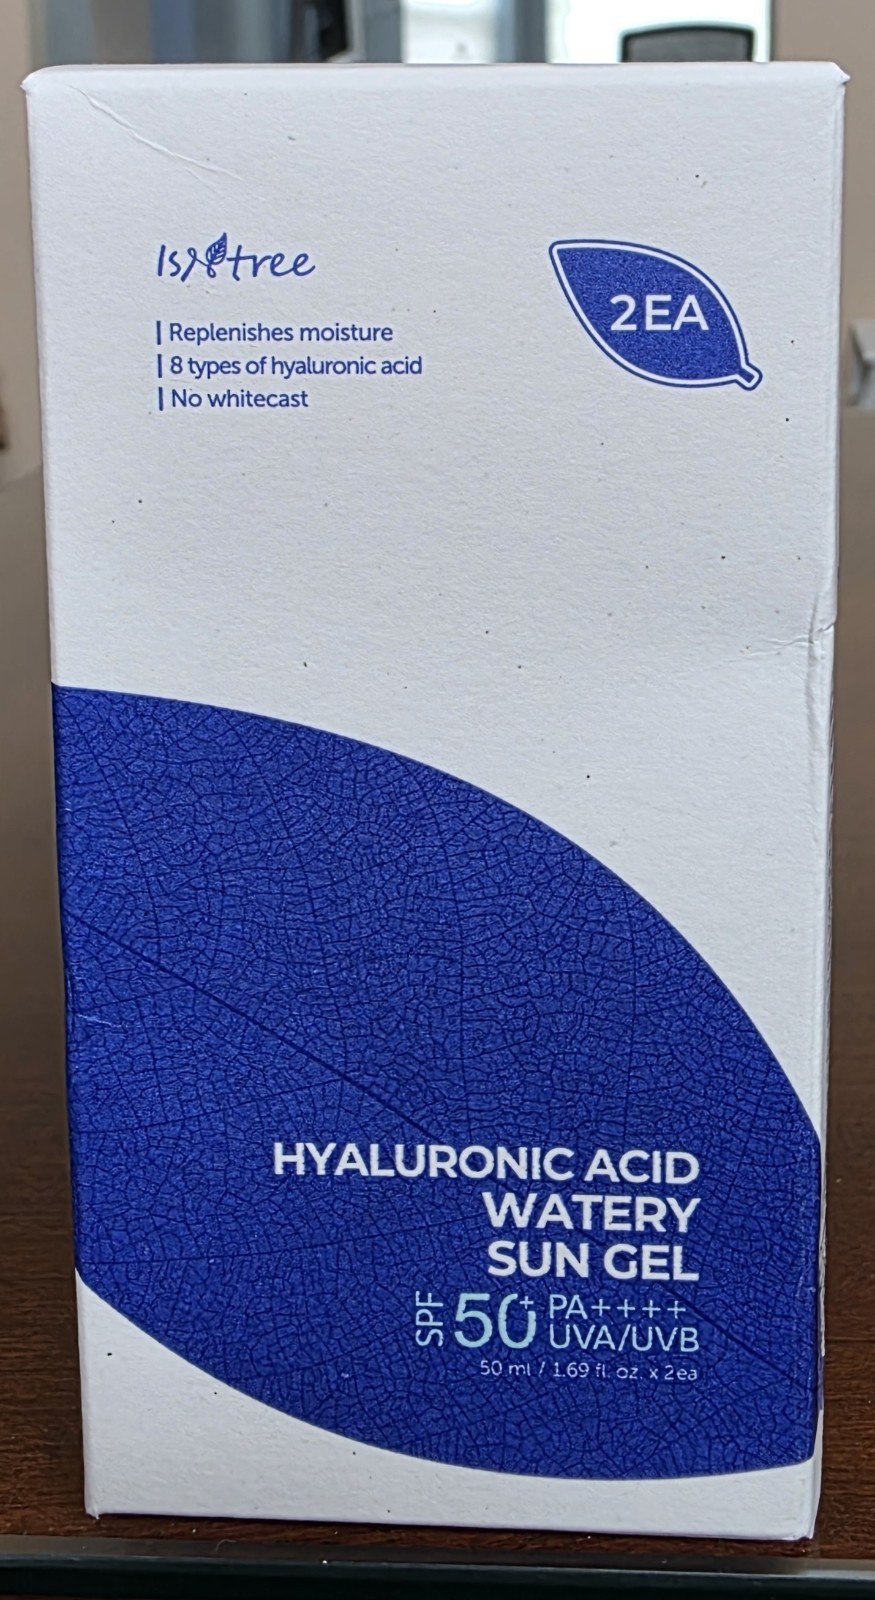 Isntree
2EA
Replenishes moisture
8 types of hyaluronic acid
No whitecast
HYALURONIC ACID
WATERY
SUN GEL
SPF 50+ PA++++
UVA/UVB
50 ml / 1.69 fl. oz. x 2ea